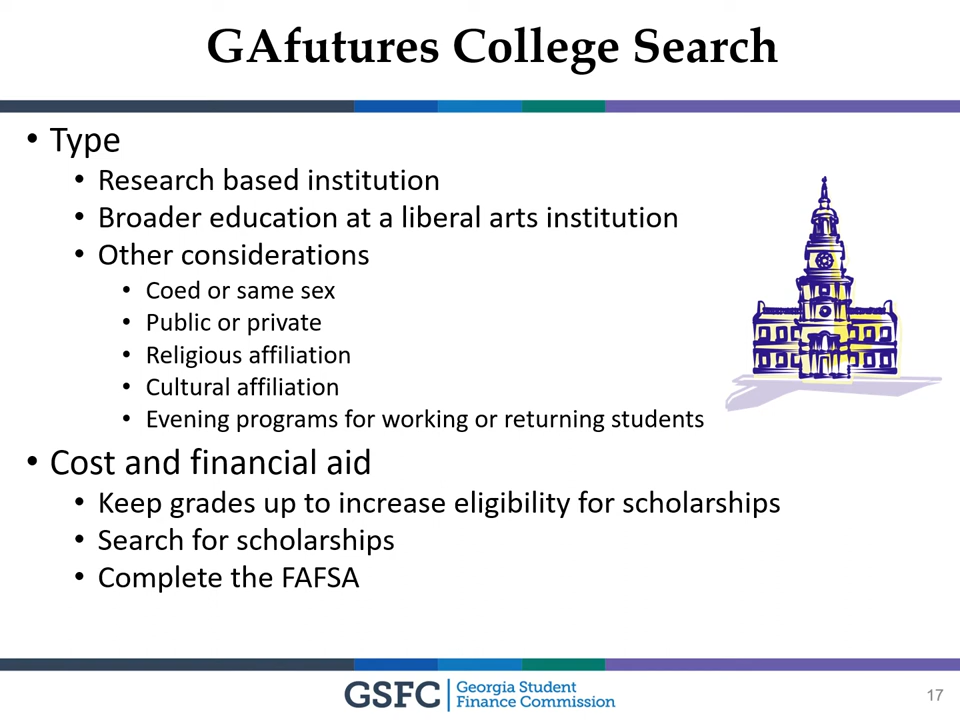 GAfutures College Search
• Type
• Research based institution
• Broader education at a liberal arts institution
• Other considerations
• Coed or same sex
• Public or private
• Religious affiliation
• Cultural affiliation
• Evening programs for working or returning students
• Cost and financial aid
• Keep grades up to increase eligibility for scholarships
• Search for scholarships
• Complete the FAFSA
GSFC
Georgia Student
Finance Commission
17